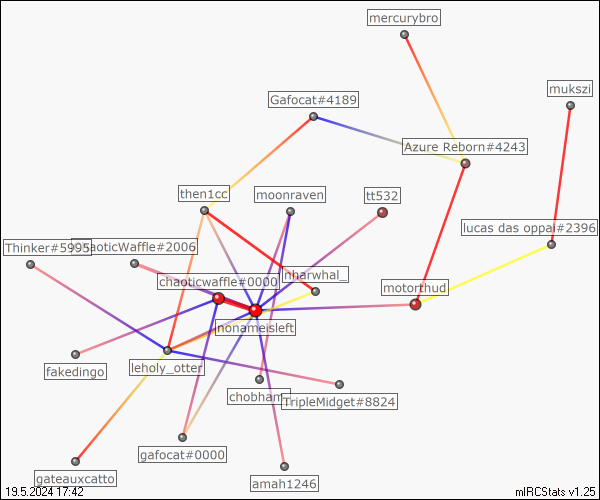 mercurybro
mukszi
Gafocat#4189
Azure Reborn#4243
then1cc
moonraven
tt532
lucas das oppai#2396
Thinker#5995
haoticWaffle#2006
chaoticwaffle#0000
nharwhal_
motorthud
nonameisleft
leholy_otter
fakedingo
chobham
TripleMidget#8824
gafocat#0000
gateauxcatto
amah1246
19.5.2024 17:42
mIRCStats v1.25